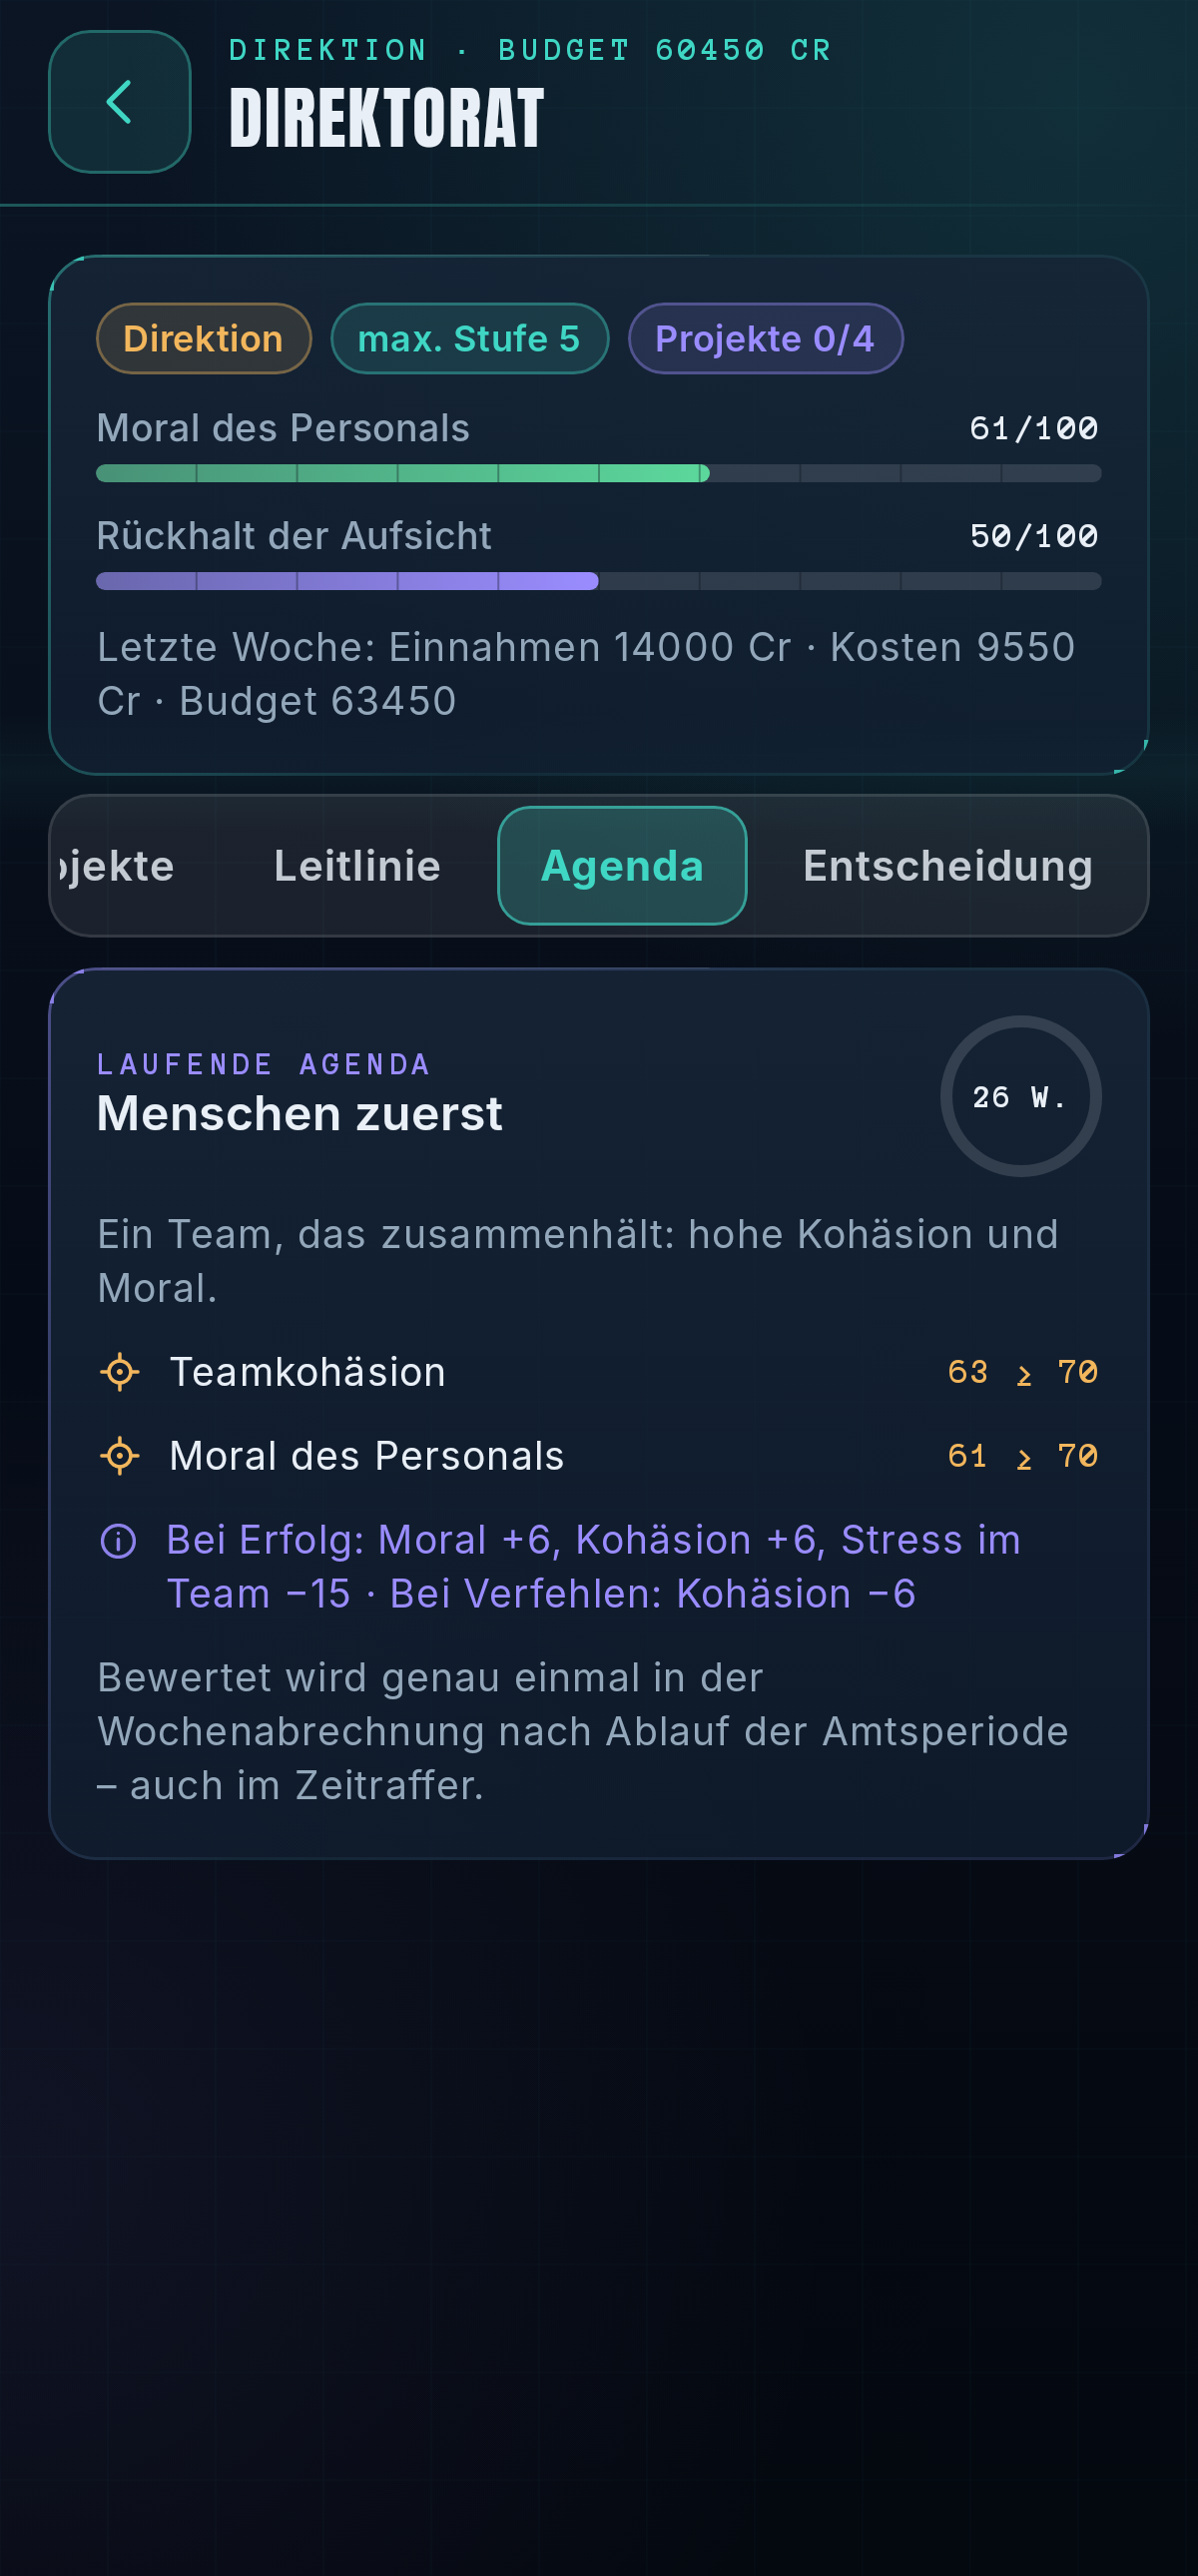 DIREKTION · BUDGET 60450 CR
DIREKTORAT
Direktion max. Stufe 5 Projekte 0/4
Moral des Personals 61/100
Rückhalt der Aufsicht 50/100
Letzte Woche: Einnahmen 14000 Cr · Kosten 9550
Cr · Budget 63450
ojekte Leitlinie Agenda Entscheidung
LAUFENDE AGENDA
Menschen zuerst
26 W.
Ein Team, das zusammenhält: hohe Kohäsion und
Moral.
Teamkohäsion 63 ≥ 70
Moral des Personals 61 ≥ 70
Bei Erfolg: Moral +6, Kohäsion +6, Stress im
Team −15 · Bei Verfehlen: Kohäsion −6
Bewertet wird genau einmal in der
Wochenabrechnung nach Ablauf der Amtsperiode
– auch im Zeitraffer.